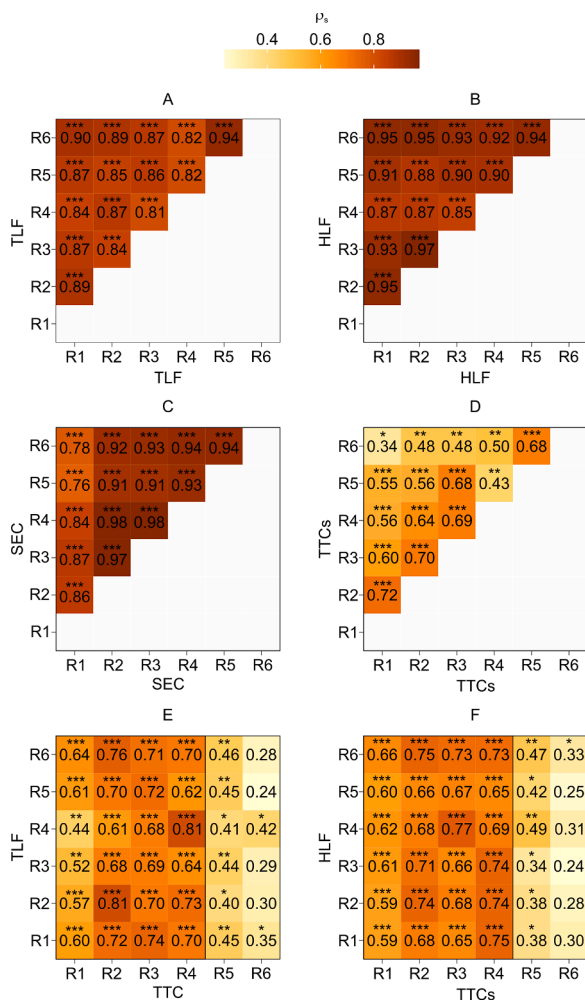 ρs
0.4 0.6 0.8
A B
*** *** *** *** *** *** *** *** *** ***
R6 0.90 0.89 0.87 0.82 0.94 R6 0.95 0.95 0.93 0.92 0.94
*** *** *** *** *** *** *** ***
R5 0.87 0.85 0.86 0.82 R5 0.91 0.88 0.90 0.90
*** *** *** *** *** ***
R4 0.84 0.87 0.81 R4 0.87 0.87 0.85
*** *** *** ***
R3 0.87 0.84 R3 0.93 0.97
*** ***
R2 0.89 R2 0.95
R1 R1
TLF HLF
R1 R2 R3 R4 R5 R6 R1 R2 R3 R4 R5 R6
TLF HLF
C D
*** *** *** *** *** * ** ** ** ***
R6 0.78 0.92 0.93 0.94 0.94 R6 0.34 0.48 0.48 0.50 0.68
*** *** *** *** *** *** *** **
R5 0.76 0.91 0.91 0.93 R5 0.55 0.56 0.68 0.43
*** *** *** *** *** ***
R4 0.84 0.98 0.98 R4 0.56 0.64 0.69
*** *** *** ***
R3 0.87 0.97 R3 0.60 0.70
*** ***
R2 0.86 R2 0.72
R1 R1
SEC TTCs
R1 R2 R3 R4 R5 R6 R1 R2 R3 R4 R5 R6
SEC TTCs
E F
*** *** *** *** ** *** *** *** *** ** *
R6 0.64 0.76 0.71 0.70 0.46 0.28 R6 0.66 0.75 0.73 0.73 0.47 0.33
*** *** *** *** ** *** *** *** *** **
R5 0.61 0.70 0.72 0.62 0.45 0.24 R5 0.60 0.66 0.67 0.65 0.42 0.25
** *** *** *** * * *** *** *** *** **
R4 0.44 0.61 0.68 0.81 0.41 0.42 R4 0.62 0.68 0.77 0.69 0.49 0.31
** *** *** *** ** *** *** *** *** *
R3 0.52 0.68 0.69 0.64 0.44 0.29 R3 0.61 0.71 0.66 0.74 0.34 0.24
*** *** *** *** * *** *** *** *** *
R2 0.57 0.81 0.70 0.73 0.40 0.30 R2 0.59 0.74 0.68 0.74 0.38 0.28
*** *** *** *** ** * *** *** *** *** *
R1 0.60 0.72 0.74 0.70 0.45 0.35 R1 0.59 0.68 0.65 0.75 0.38 0.30
TLF HLF
R1 R2 R3 R4 R5 R6 R1 R2 R3 R4 R5 R6
TTC TTCs